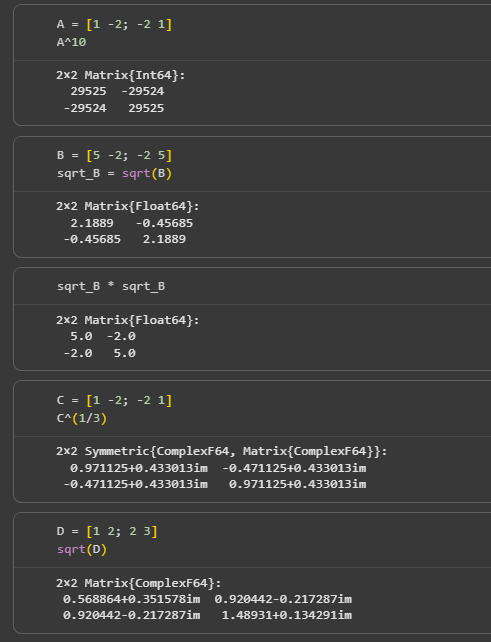 A = [1 -2; -2 1]
A^10
2×2 Matrix{Int64}:
29525 -29524
-29524 29525
B = [5 -2; -2 5]
sqrt_B = sqrt(B)
2×2 Matrix{Float64}:
2.1889 -0.45685
-0.45685 2.1889
sqrt_B * sqrt_B
2×2 Matrix{Float64}:
5.0 -2.0
-2.0 5.0
C = [1 -2; -2 1]
C^(1/3)
2×2 Symmetric{ComplexF64, Matrix{ComplexF64}}:
0.971125+0.433013im -0.471125+0.433013im
-0.471125+0.433013im 0.971125+0.433013im
D = [1 2; 2 3]
sqrt(D)
2×2 Matrix{ComplexF64}:
0.568864+0.351578im 0.920442-0.217287im
0.920442-0.217287im 1.48931+0.134291im